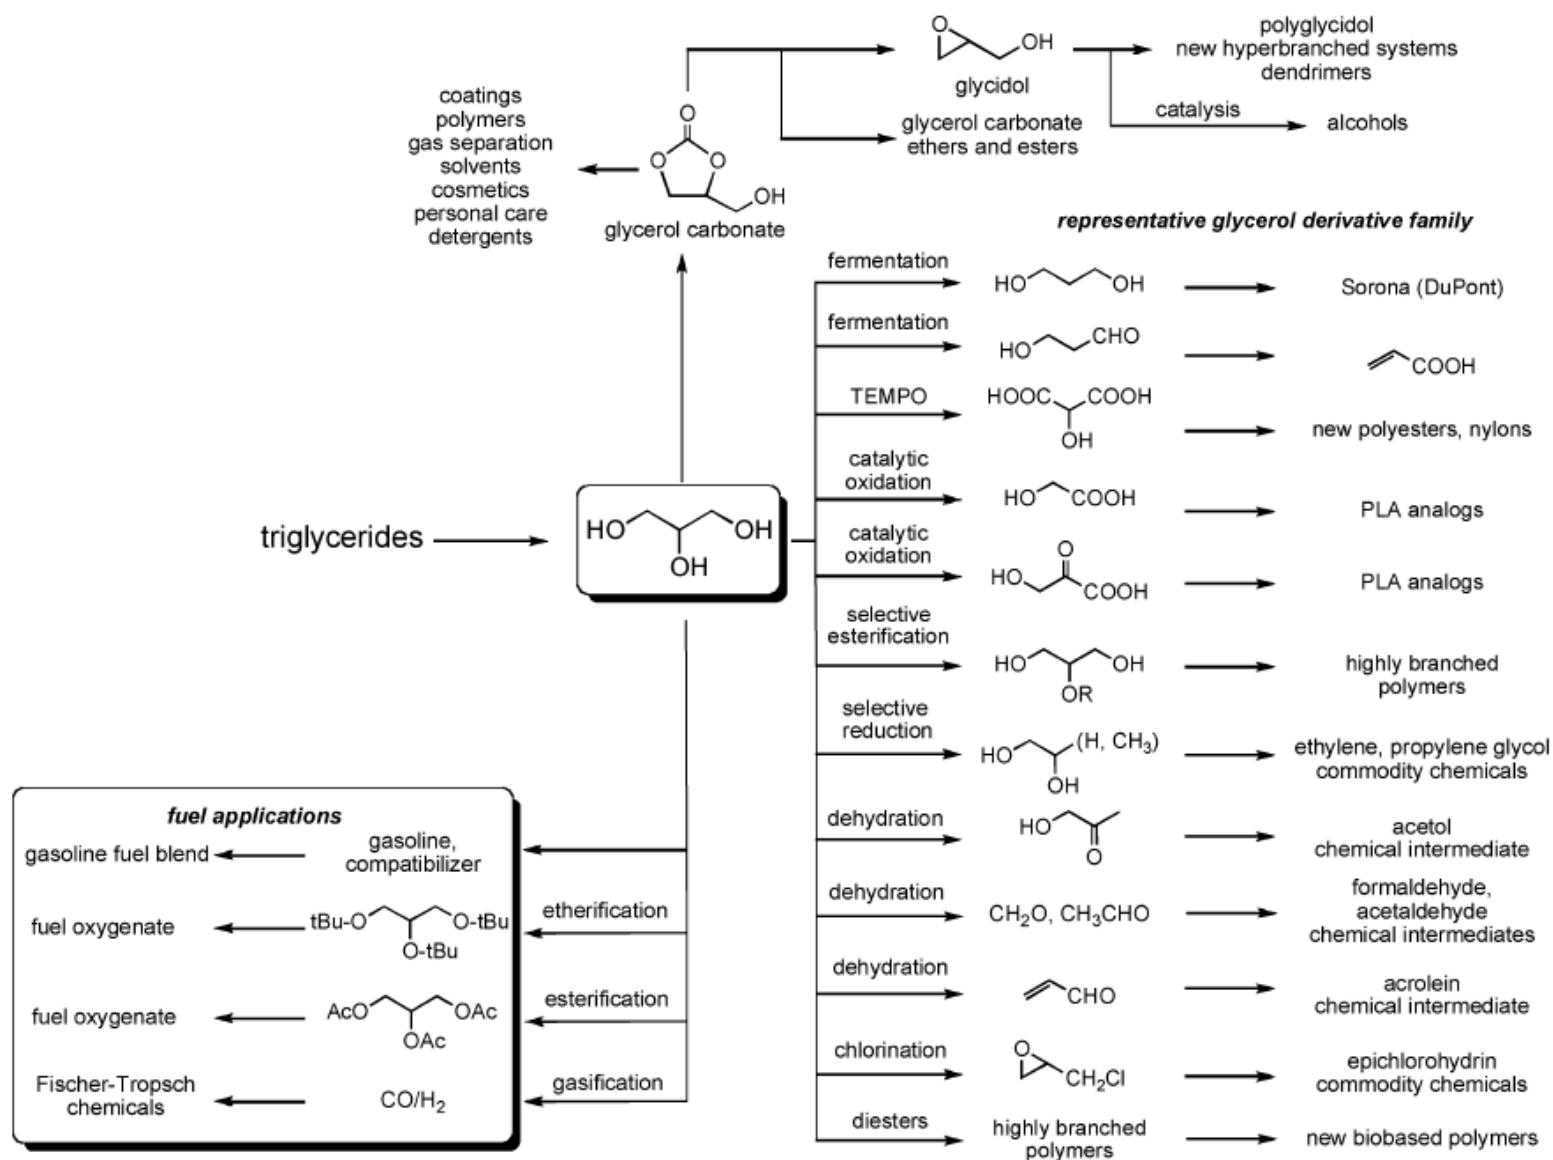 polyglycidol
new hyperbranched systems
dendrimers
O
OH
glycidol
catalysis
alcohols
glycerol carbonate
ethers and esters
coatings
polymers
gas separation
solvents
cosmetics
personal care
detergents
O
O
O
OH
glycerol carbonate
representative glycerol derivative family
fermentation
HO
OH
Sorona (DuPont)
fermentation
HO
CHO
COOH
TEMPO
HOOC
COOH
OH
new polyesters, nylons
catalytic
oxidation
HO
COOH
PLA analogs
triglycerides
HO
OH
OH
catalytic
oxidation
O
HO
COOH
PLA analogs
selective
esterification
HO
OH
OR
highly branched
polymers
selective
reduction
HO
(H, CH3)
OH
ethylene, propylene glycol
commodity chemicals
dehydration
HO
O
acetol
chemical intermediate
dehydration
CH2O, CH3CHO
formaldehyde,
acetaldehyde
chemical intermediates
dehydration
CHO
acrolein
chemical intermediate
chlorination
O
CH2Cl
epichlorohydrin
commodity chemicals
diesters
highly branched
polymers
new biobased polymers
fuel applications
gasoline fuel blend
gasoline,
compatibilizer
fuel oxygenate
tBu-O
O-tBu
O-tBu
etherification
fuel oxygenate
AcO
OAc
OAc
esterification
Fischer-Tropsch
chemicals
CO/H2
gasification